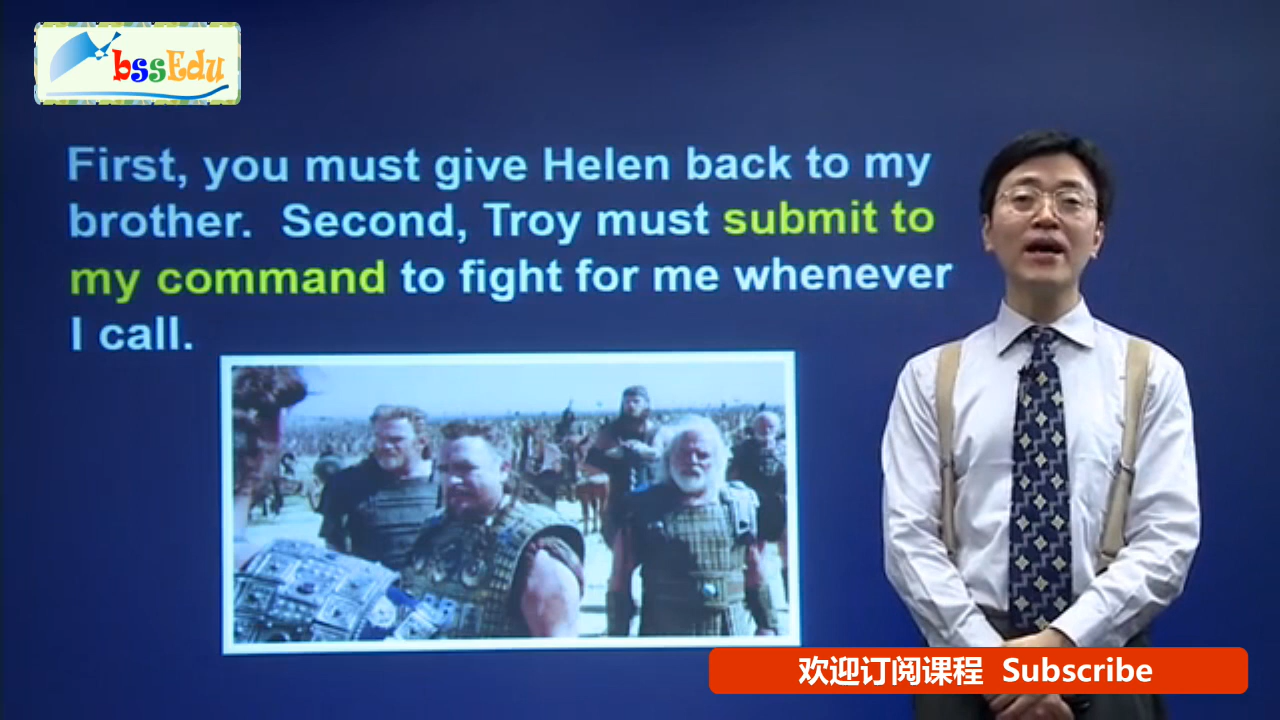 bssEdu
First, you must give Helen back to my
brother. Second, Troy must submit to
my command to fight for me whenever
I call.
欢迎订阅课程 Subscribe